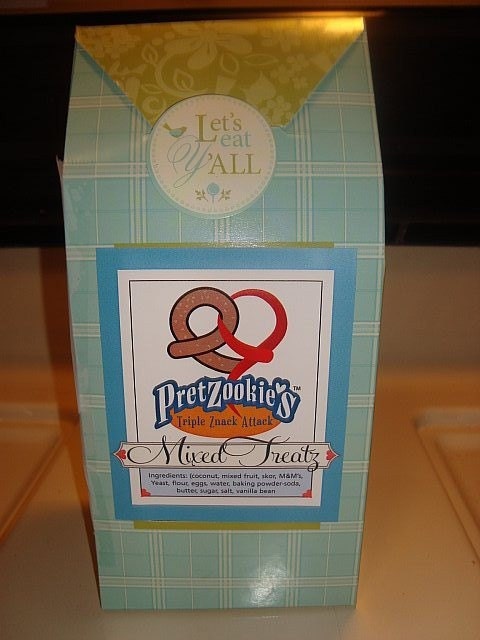 Let's
eat
Y'ALL
PretZookie's™
Triple Znack Attack
Mixed Treatz
Ingredients: (coconut, mixed fruit, skor, M&M's,
Yeast, flour, eggs, water, baking powder-soda,
butter, sugar, salt, vanilla bean